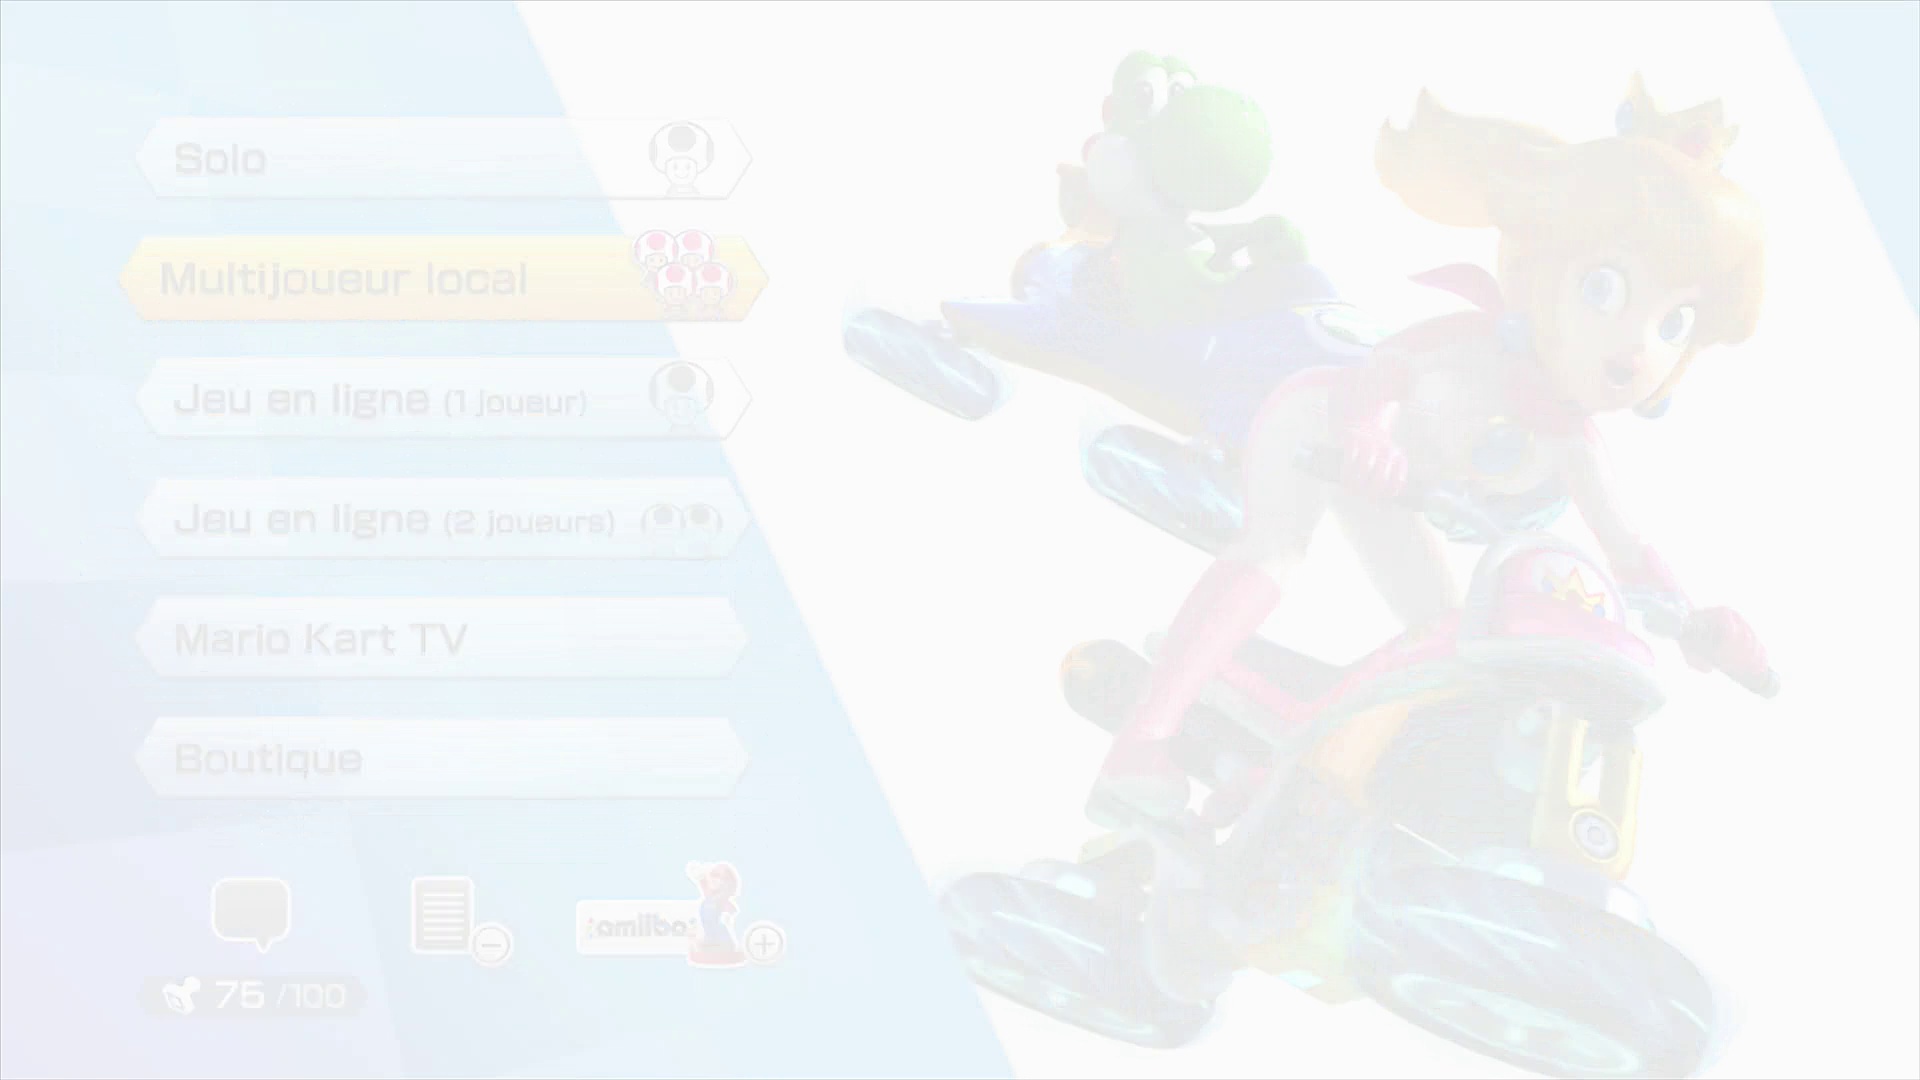 Solo
Multijoueur local
Jeu en ligne (1 joueur)
Jeu en ligne (2 joueurs)
Mario Kart TV
Boutique
amiibo
75 /100